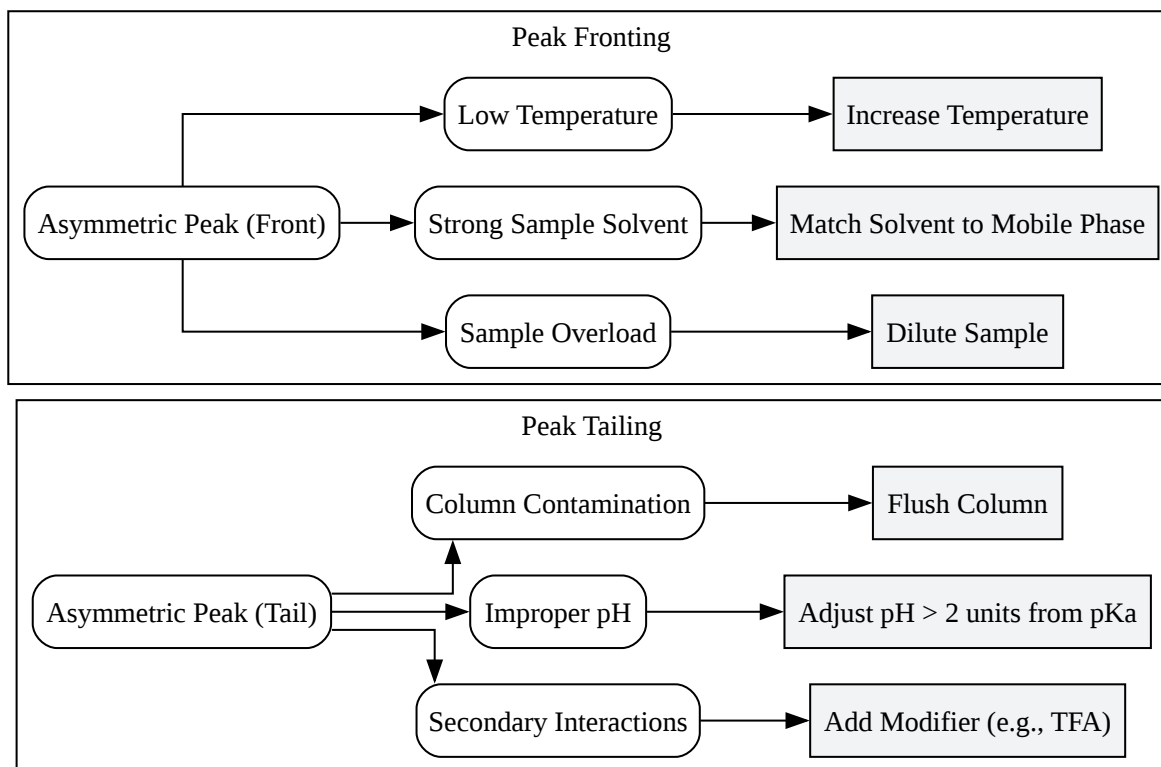 Peak Fronting
Low Temperature
Increase Temperature
Asymmetric Peak (Front)
Strong Sample Solvent
Match Solvent to Mobile Phase
Sample Overload
Dilute Sample
Peak Tailing
Column Contamination
Flush Column
Asymmetric Peak (Tail)
Improper pH
Adjust pH > 2 units from pKa
Secondary Interactions
Add Modifier (e.g., TFA)